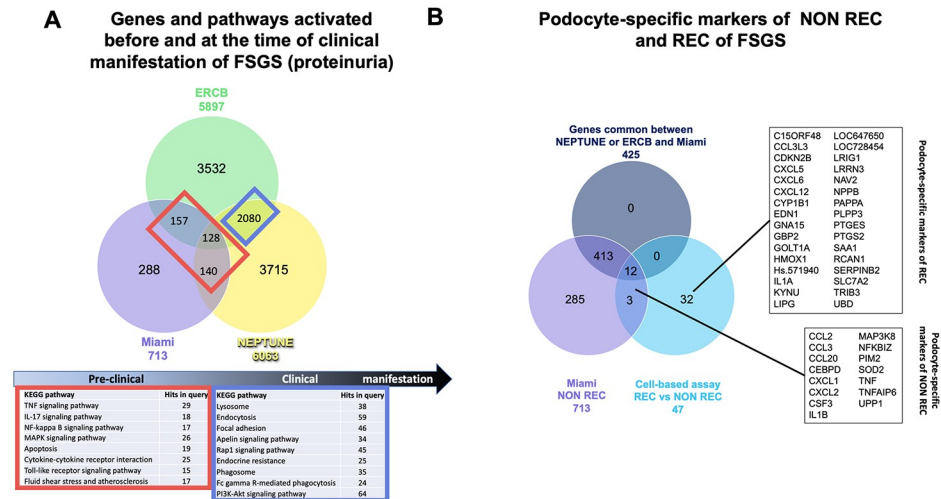 A
Genes and pathways activated
before and at the time of clinical
manifestation of FSGS (proteinuria)
ERCB
5897
3532
157
2080
128
288
140
3715
Miami
713
NEPTUNE
6063
Pre-clinical Clinical manifestation
KEGG pathway Hits in query
TNF signaling pathway 29
IL-17 signaling pathway 18
NF-kappa B signaling pathway 17
MAPK signaling pathway 26
Apoptosis 19
Cytokine-cytokine receptor interaction 25
Toll-like receptor signaling pathway 15
Fluid shear stress and atherosclerosis 17
KEGG pathway Hits in query
Lysosome 38
Endocytosis 59
Focal adhesion 46
Apelin signaling pathway 34
Rap1 signaling pathway 45
Endocrine resistance 25
Phagosome 35
Fc gamma R-mediated phagocytosis 24
PI3K-Akt signaling pathway 64
B
Podocyte-specific markers of NON REC
and REC of FSGS
Genes common between
NEPTUNE or ERCB and Miami
425
0
413
0
12
285
3
32
Miami
NON REC
713
Cell-based assay
REC vs NON REC
47
C15ORF48 LOC647650
CCL3L3 LOC728454
CDKN2B LRIG1
CXCL5 LRRN3
CXCL6 NAV2
CXCL12 NPPB
CYP1B1 PAPPA
EDN1 PLPP3
GNA15 PTGES
GBP2 PTGS2
GOLT1A SAA1
HMOX1 RCAN1
Hs.571940 SERPINB2
IL1A SLC7A2
KYNU TRIB3
LIPG UBD
Podocyte-specific markers of REC
CCL2 MAP3K8
CCL3 NFKBIZ
CCL20 PIM2
CEBPD SOD2
CXCL1 TNF
CXCL2 TNFAIP6
CSF3 UPP1
IL1B
Podocyte-specific
markers of NON REC